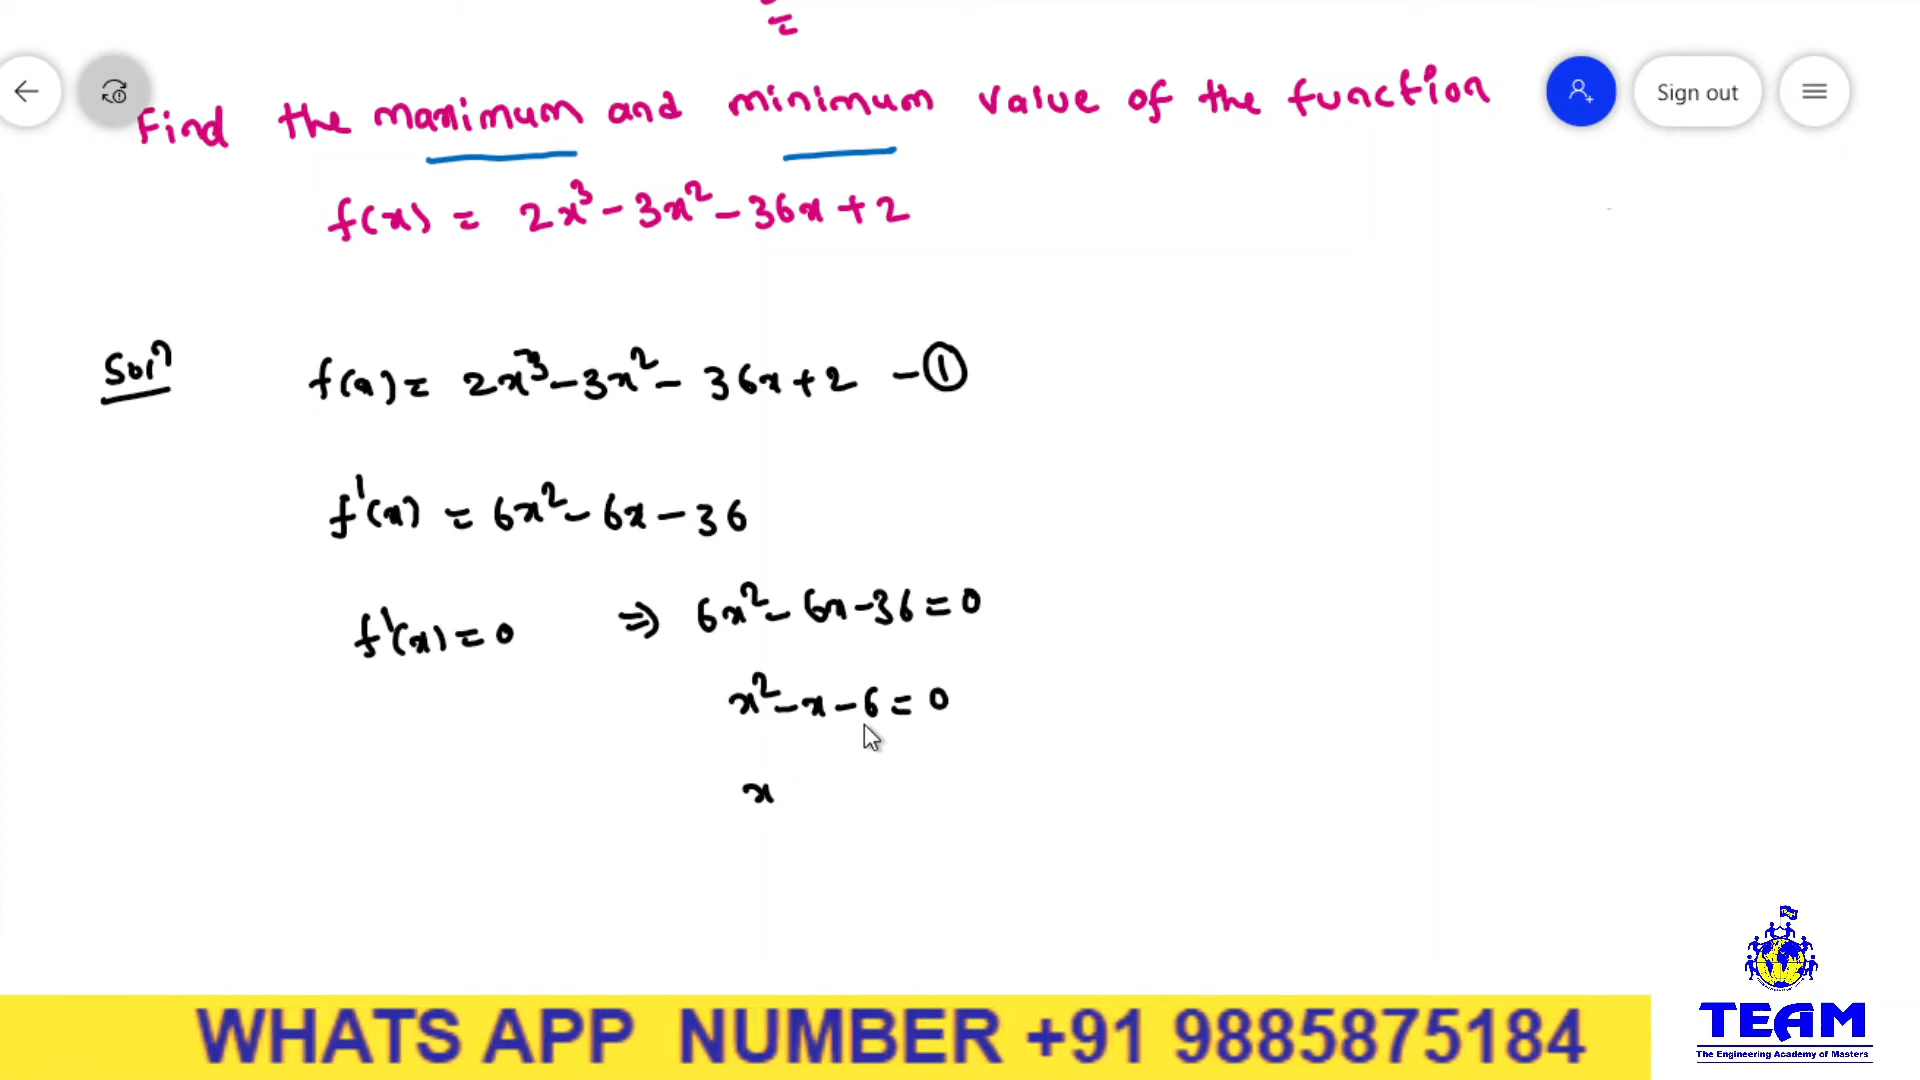 Sign out
Find the maximum and minimum value of the function
f(x) = 2x³ - 3x² - 36x + 2
Solⁿ
f(x) = 2x³ - 3x² - 36x + 2 - ①
f'(x) = 6x² - 6x - 36
f'(x) = 0 ⇒ 6x² - 6x - 36 = 0
x² - x - 6 = 0
x
WHATS APP NUMBER +91 9885875184
TEAM
The Engineering Academy of Masters